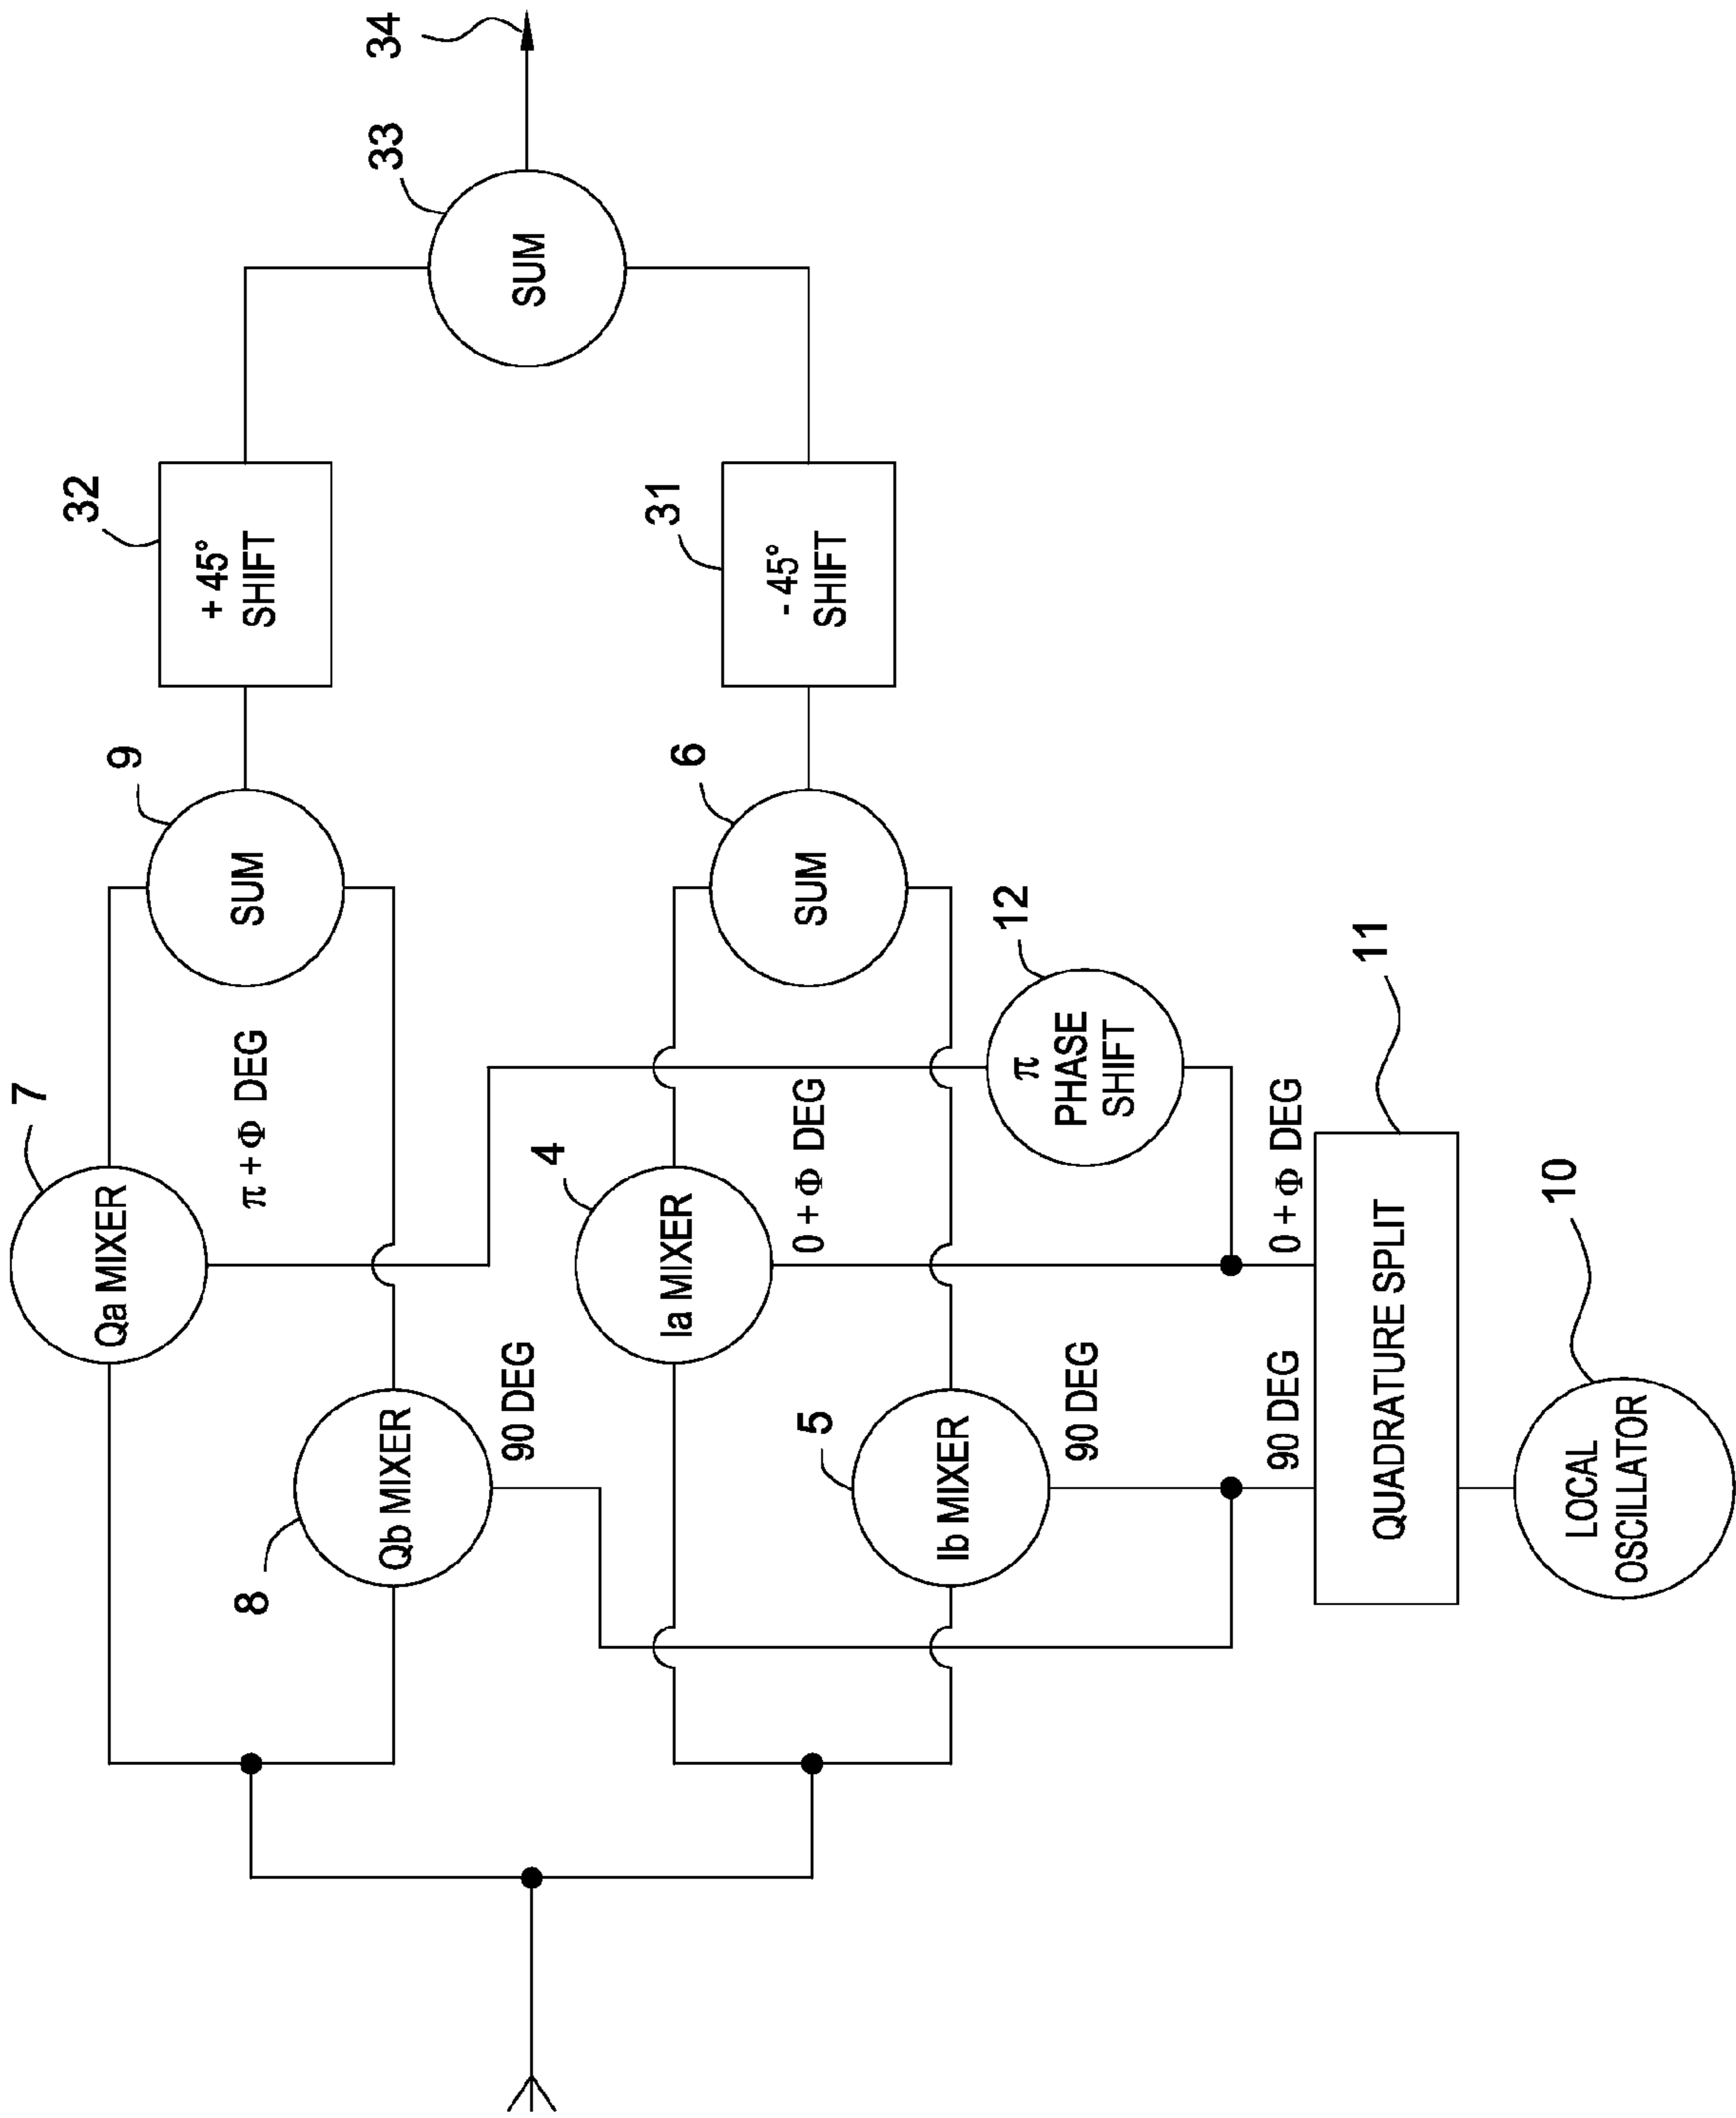 34
33
SUM
32
+ 45°
SHIFT
31
- 45°
SHIFT
9
SUM
6
SUM
7
Qa MIXER
π + Φ DEG
8
Qb MIXER
90 DEG
4
Ia MIXER
0 + Φ DEG
5
Ib MIXER
90 DEG
12
π
PHASE
SHIFT
0 + Φ DEG
90 DEG
11
QUADRATURE SPLIT
10
LOCAL
OSCILLATOR